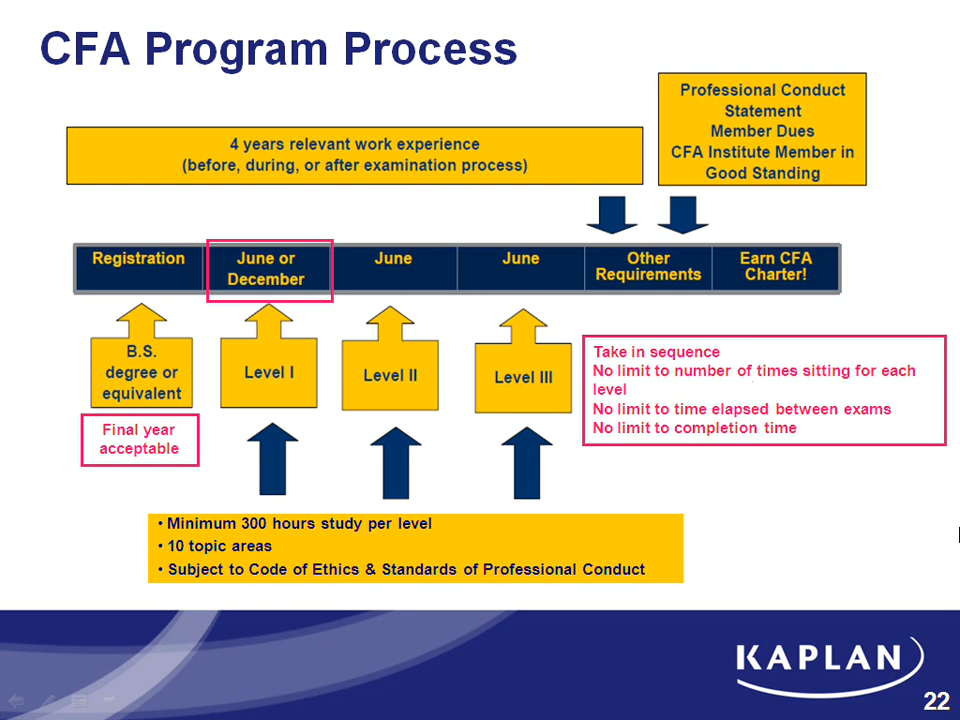 CFA Program Process
Professional Conduct
Statement
Member Dues
CFA Institute Member in
Good Standing
4 years relevant work experience
(before, during, or after examination process)
Registration
June or
December
June
June
Other
Requirements
Earn CFA
Charter!
B.S.
degree or
equivalent
Level I
Level II
Level III
Take in sequence
No limit to number of times sitting for each
level
No limit to time elapsed between exams
No limit to completion time
Final year
acceptable
• Minimum 300 hours study per level
• 10 topic areas
• Subject to Code of Ethics & Standards of Professional Conduct
KAPLAN
22